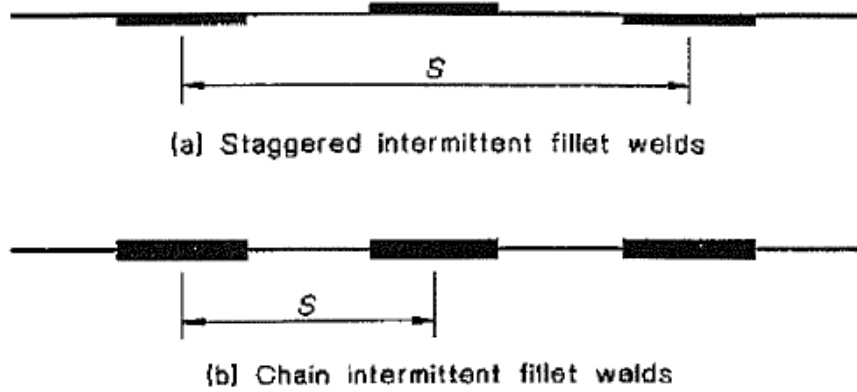 S
(a) Staggered intermittent fillet welds
S
(b) Chain intermittent fillet welds